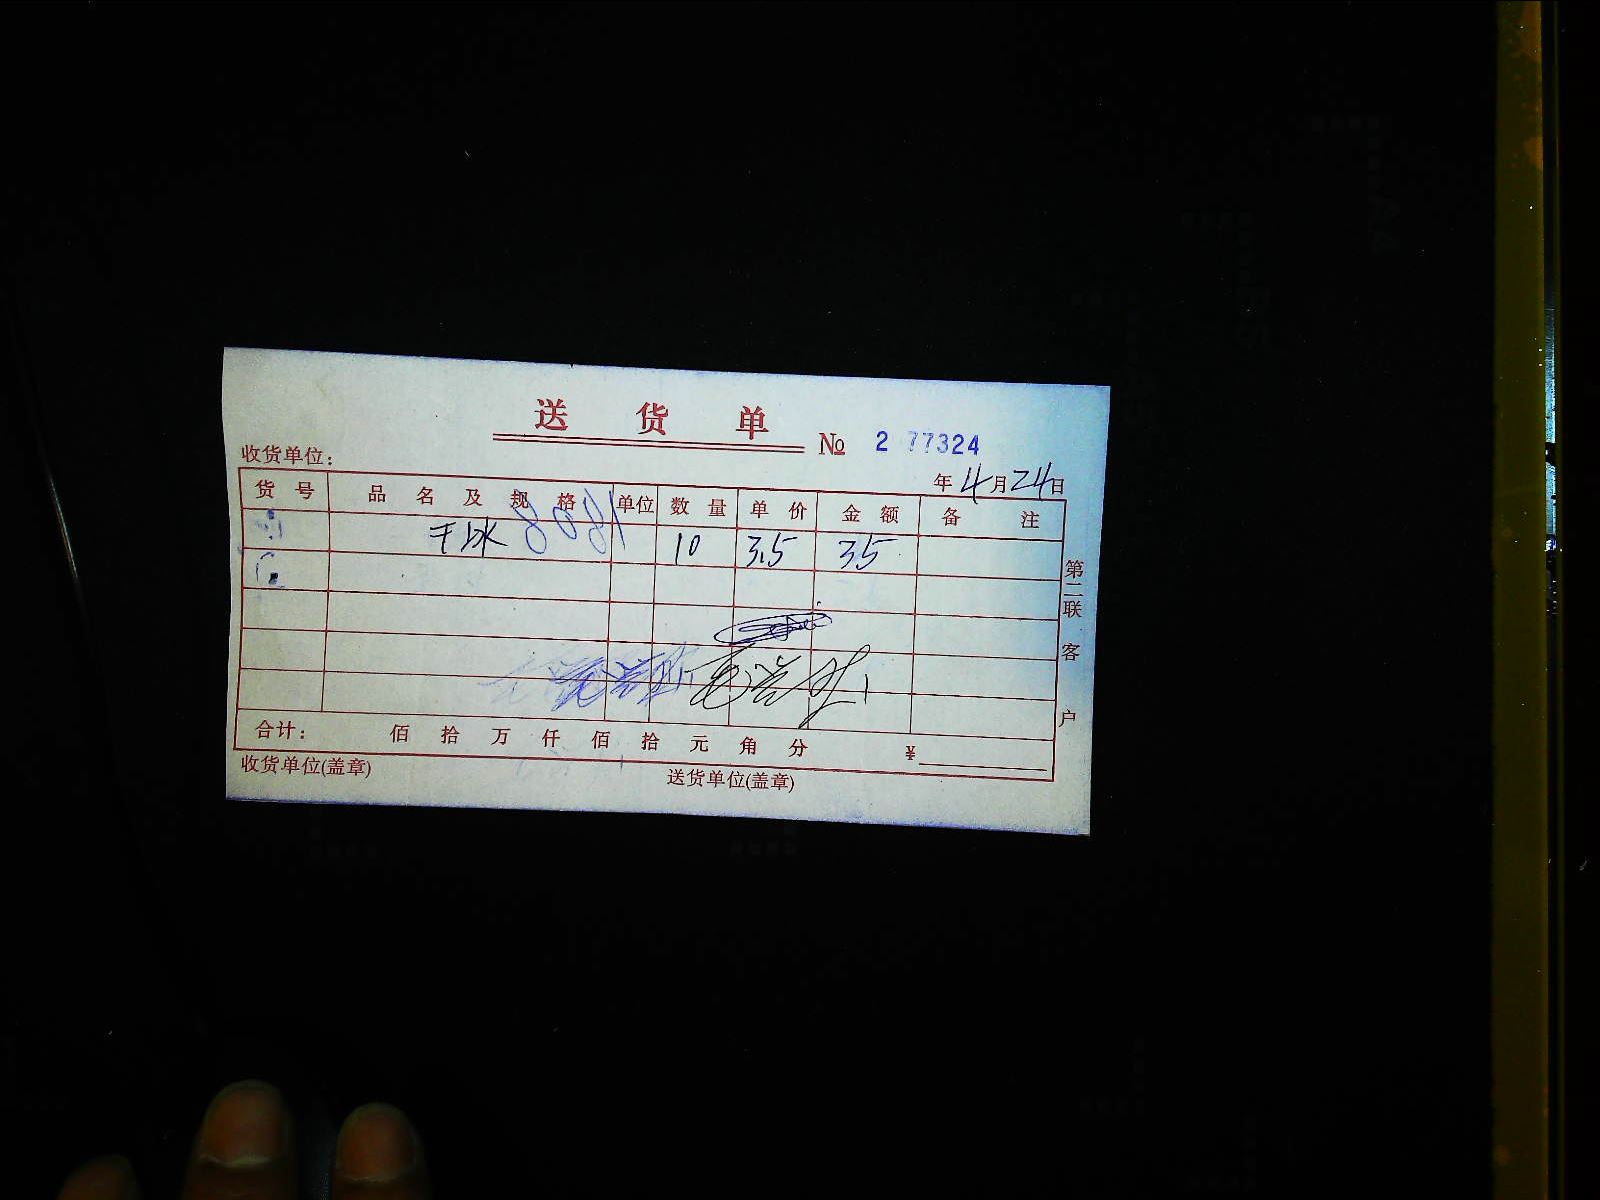 送货单
№ 2 77324
收货单位：
年4月24日
货号 品名及规格 单位 数量 单价 金额 备注
干冰 10 3.5 35
第二联 客户
合计： 佰 拾 万 仟 佰 拾 元 角 分 ¥
收货单位(盖章) 送货单位(盖章)